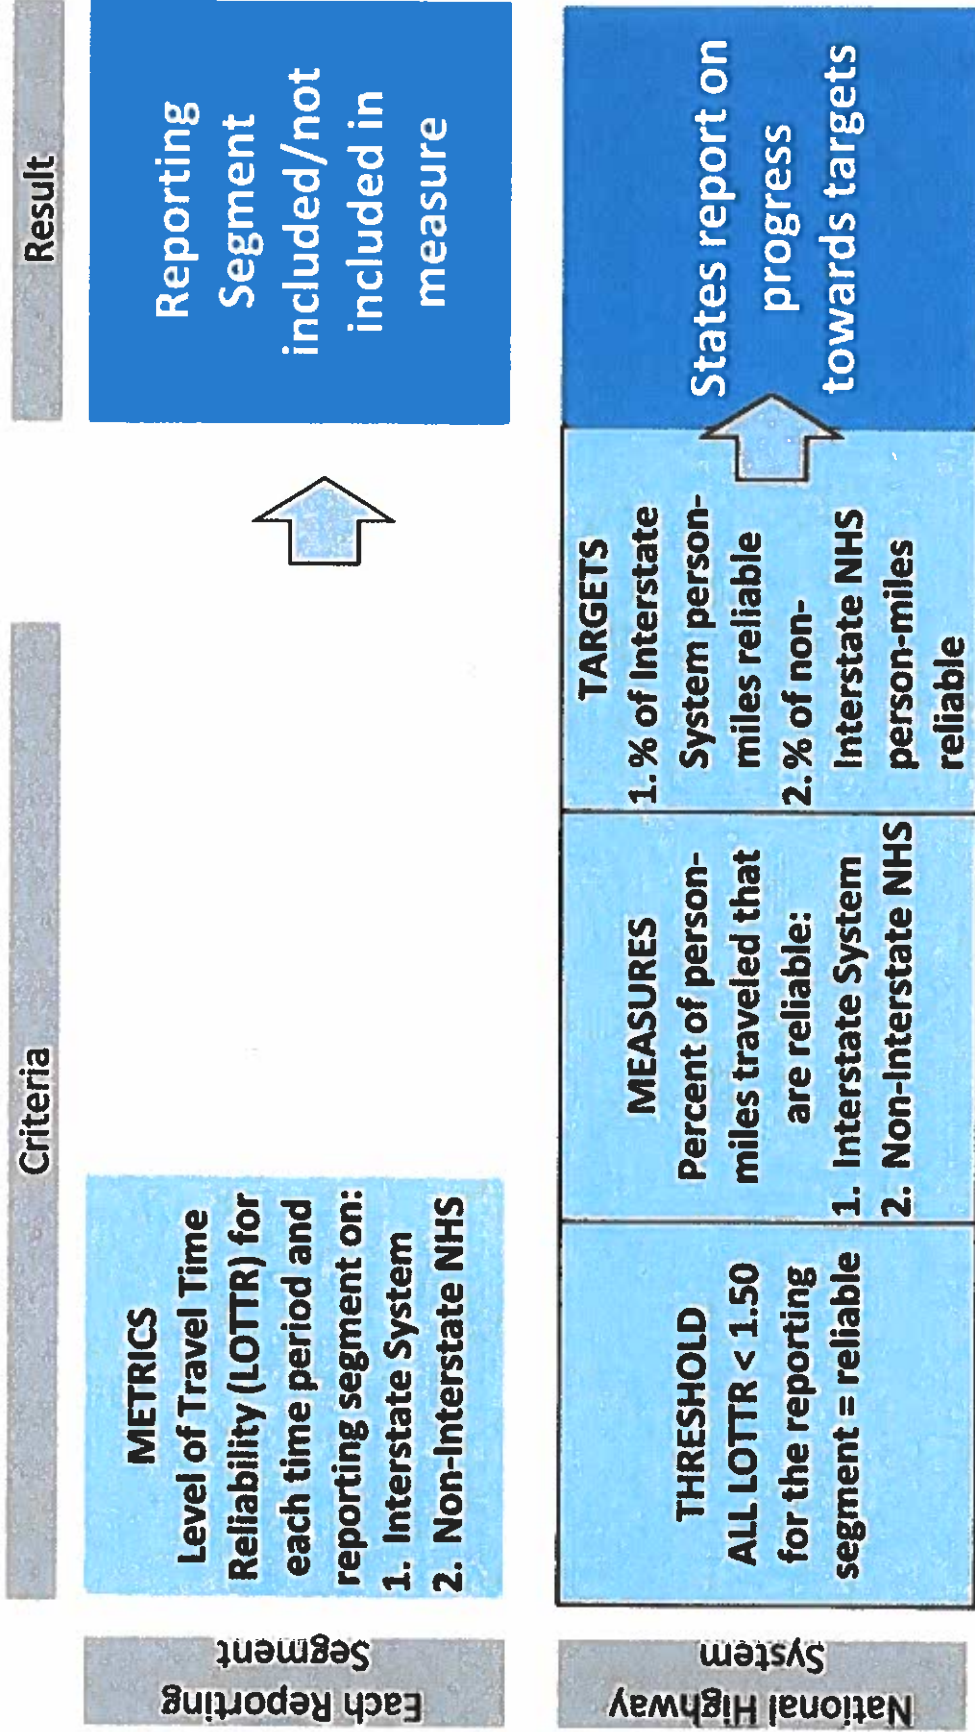 Criteria
Result
Each Reporting
Segment
METRICS
Level of Travel Time
Reliability (LOTTR) for
each time period and
reporting segment on:
1. Interstate System
2. Non-Interstate NHS
Reporting
Segment
included/not
included in
measure
National Highway
System
THRESHOLD
ALL LOTTR < 1.50
for the reporting
segment = reliable
MEASURES
Percent of person-
miles traveled that
are reliable:
1. Interstate System
2. Non-Interstate NHS
TARGETS
1. % of Interstate
System person-
miles reliable
2. % of non-
Interstate NHS
person-miles
reliable
States report on
progress
towards targets